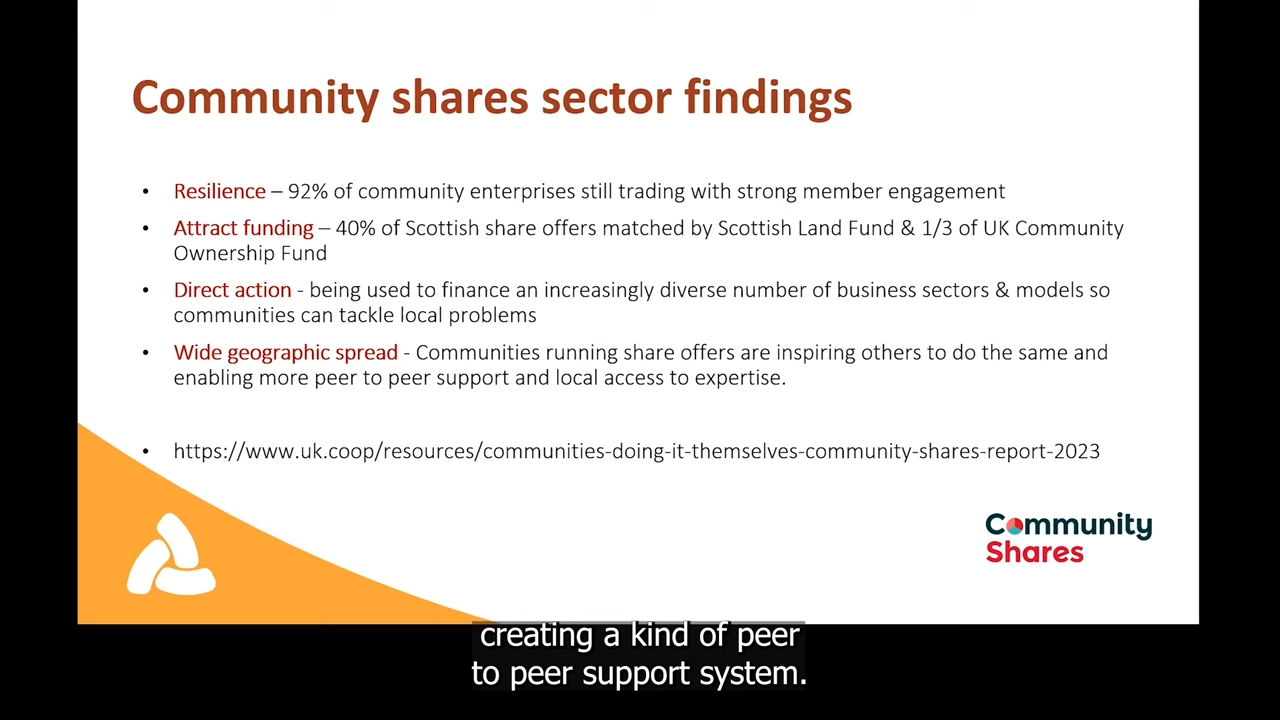 Community shares sector findings
• Resilience – 92% of community enterprises still trading with strong member engagement
• Attract funding – 40% of Scottish share offers matched by Scottish Land Fund & 1/3 of UK Community
Ownership Fund
• Direct action - being used to finance an increasingly diverse number of business sectors & models so
communities can tackle local problems
• Wide geographic spread - Communities running share offers are inspiring others to do the same and
enabling more peer to peer support and local access to expertise.
• https://www.uk.coop/resources/communities-doing-it-themselves-community-shares-report-2023
Community
Shares
creating a kind of peer
to peer support system.